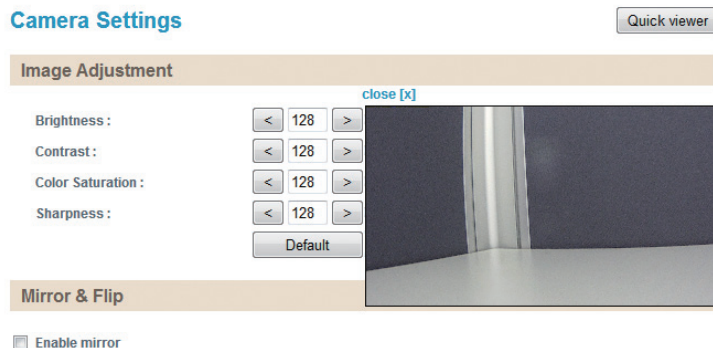 Camera Settings
Quick viewer
Image Adjustment
close [x]
Brightness :
< 128 >
Contrast :
< 128 >
Color Saturation :
< 128 >
Sharpness :
< 128 >
Default
Mirror & Flip
Enable mirror